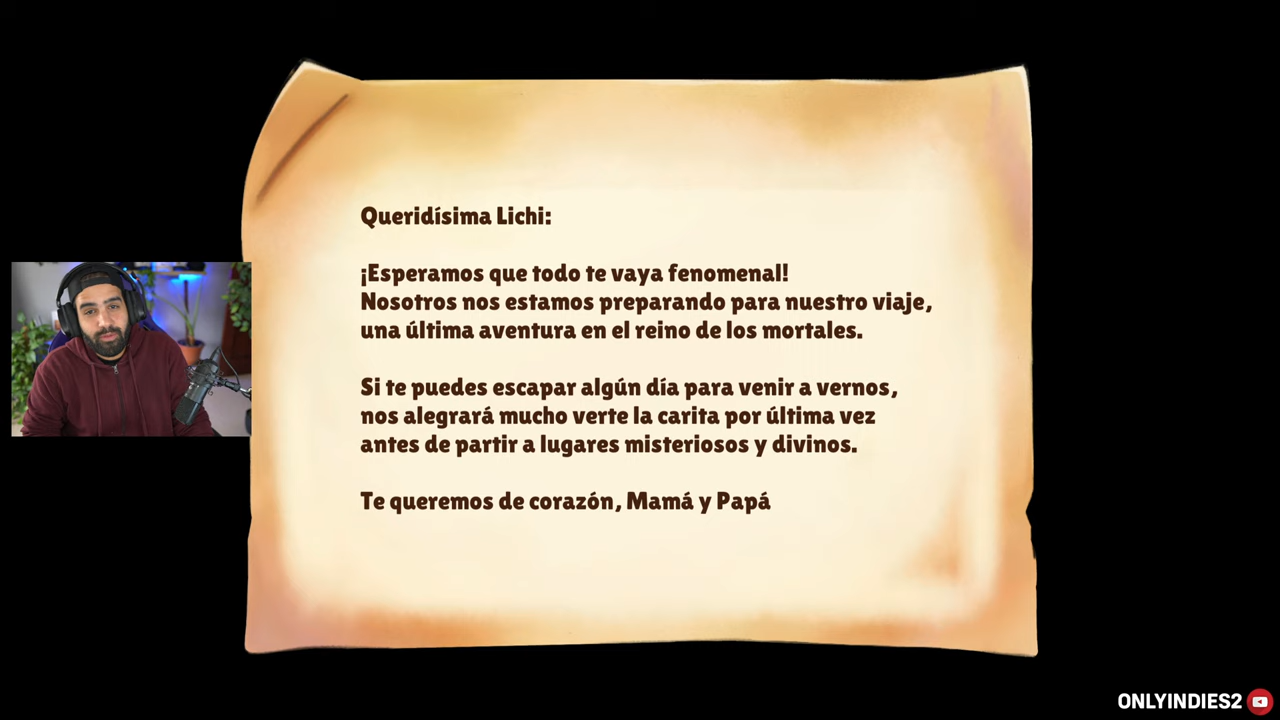 Queridísima Lichi:
¡Esperamos que todo te vaya fenomenal!
Nosotros nos estamos preparando para nuestro viaje,
una última aventura en el reino de los mortales.
Si te puedes escapar algún día para venir a vernos,
nos alegrará mucho verte la carita por última vez
antes de partir a lugares misteriosos y divinos.
Te queremos de corazón, Mamá y Papá
ONLYINDIES2